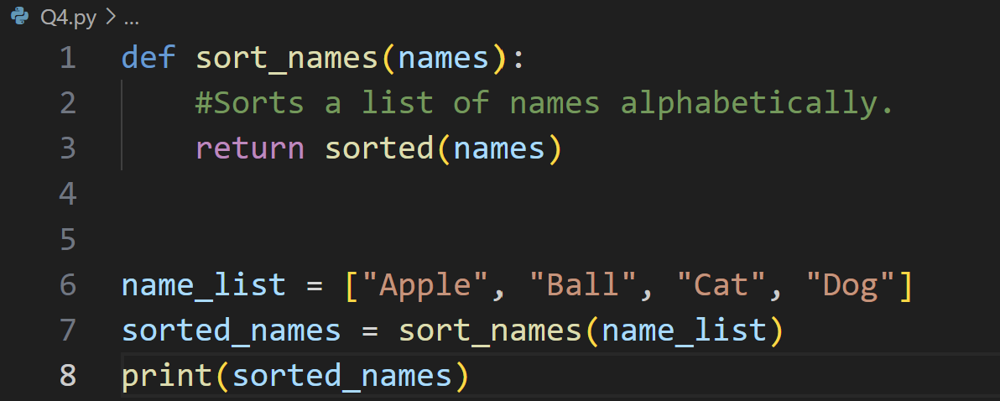 Q4.py > ...
1 def sort_names(names):
2     #Sorts a list of names alphabetically.
3     return sorted(names)
4
5
6 name_list = ["Apple", "Ball", "Cat", "Dog"]
7 sorted_names = sort_names(name_list)
8 print(sorted_names)